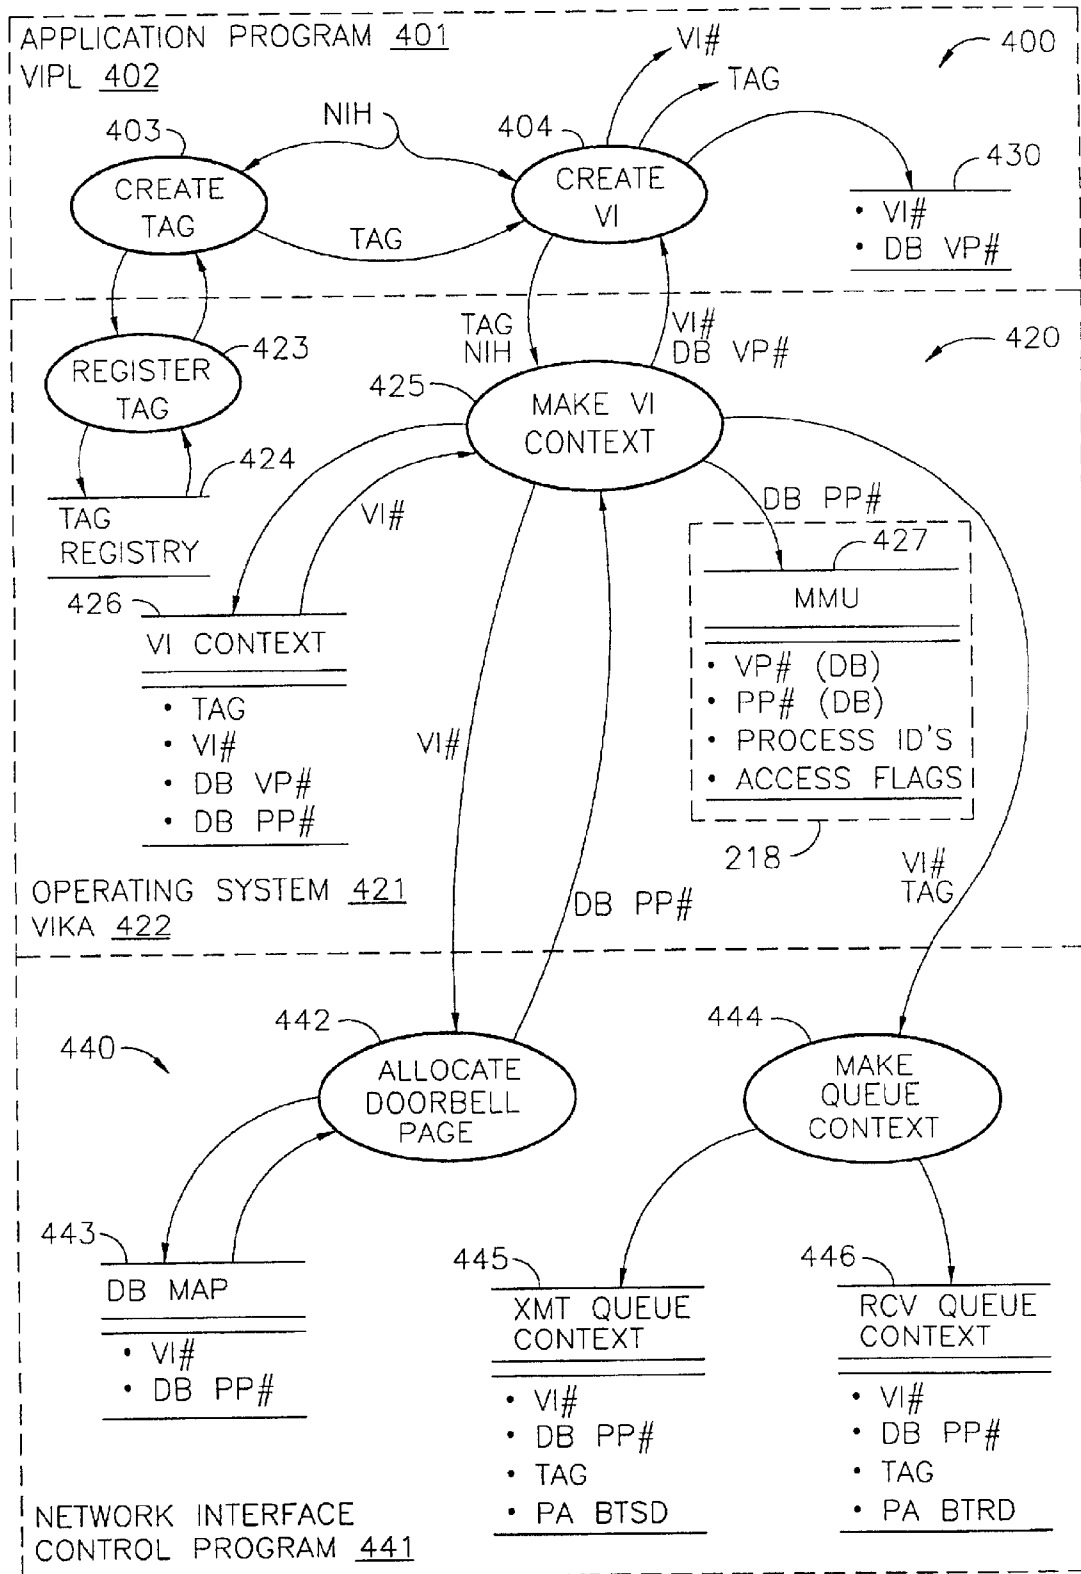 APPLICATION PROGRAM 401
VIPL 402
VI#
TAG
400
NIH
403
404
430
CREATE
TAG
CREATE
VI
TAG
• VI#
• DB VP#
TAG
NIH
VI#
DB VP#
420
423
REGISTER
TAG
425
MAKE VI
CONTEXT
424
TAG
REGISTRY
VI#
DB PP#
427
MMU
• VP# (DB)
• PP# (DB)
• PROCESS ID'S
• ACCESS FLAGS
218
426
VI CONTEXT
• TAG
• VI#
• DB VP#
• DB PP#
VI#
VI#
TAG
DB PP#
OPERATING SYSTEM 421
VIKA 422
440
442
ALLOCATE
DOORBELL
PAGE
444
MAKE
QUEUE
CONTEXT
443
DB MAP
• VI#
• DB PP#
445
XMT QUEUE
CONTEXT
• VI#
• DB PP#
• TAG
• PA BTSD
446
RCV QUEUE
CONTEXT
• VI#
• DB PP#
• TAG
• PA BTRD
NETWORK INTERFACE
CONTROL PROGRAM 441